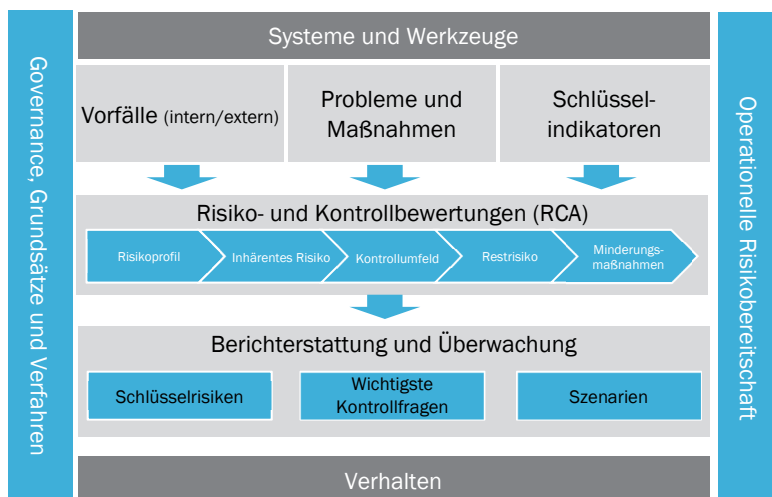 Governance, Grundsätze und Verfahren
Systeme und Werkzeuge
Vorfälle (intern/extern)
Probleme und
Maßnahmen
Schlüssel-
indikatoren
Risiko- und Kontrollbewertungen (RCA)
Risikoprofil
Inhärentes Risiko
Kontrollumfeld
Restrisiko
Minderungs-
maßnahmen
Berichterstattung und Überwachung
Schlüsselrisiken
Wichtigste
Kontrollfragen
Szenarien
Verhalten
Operationelle Risikobereitschaft